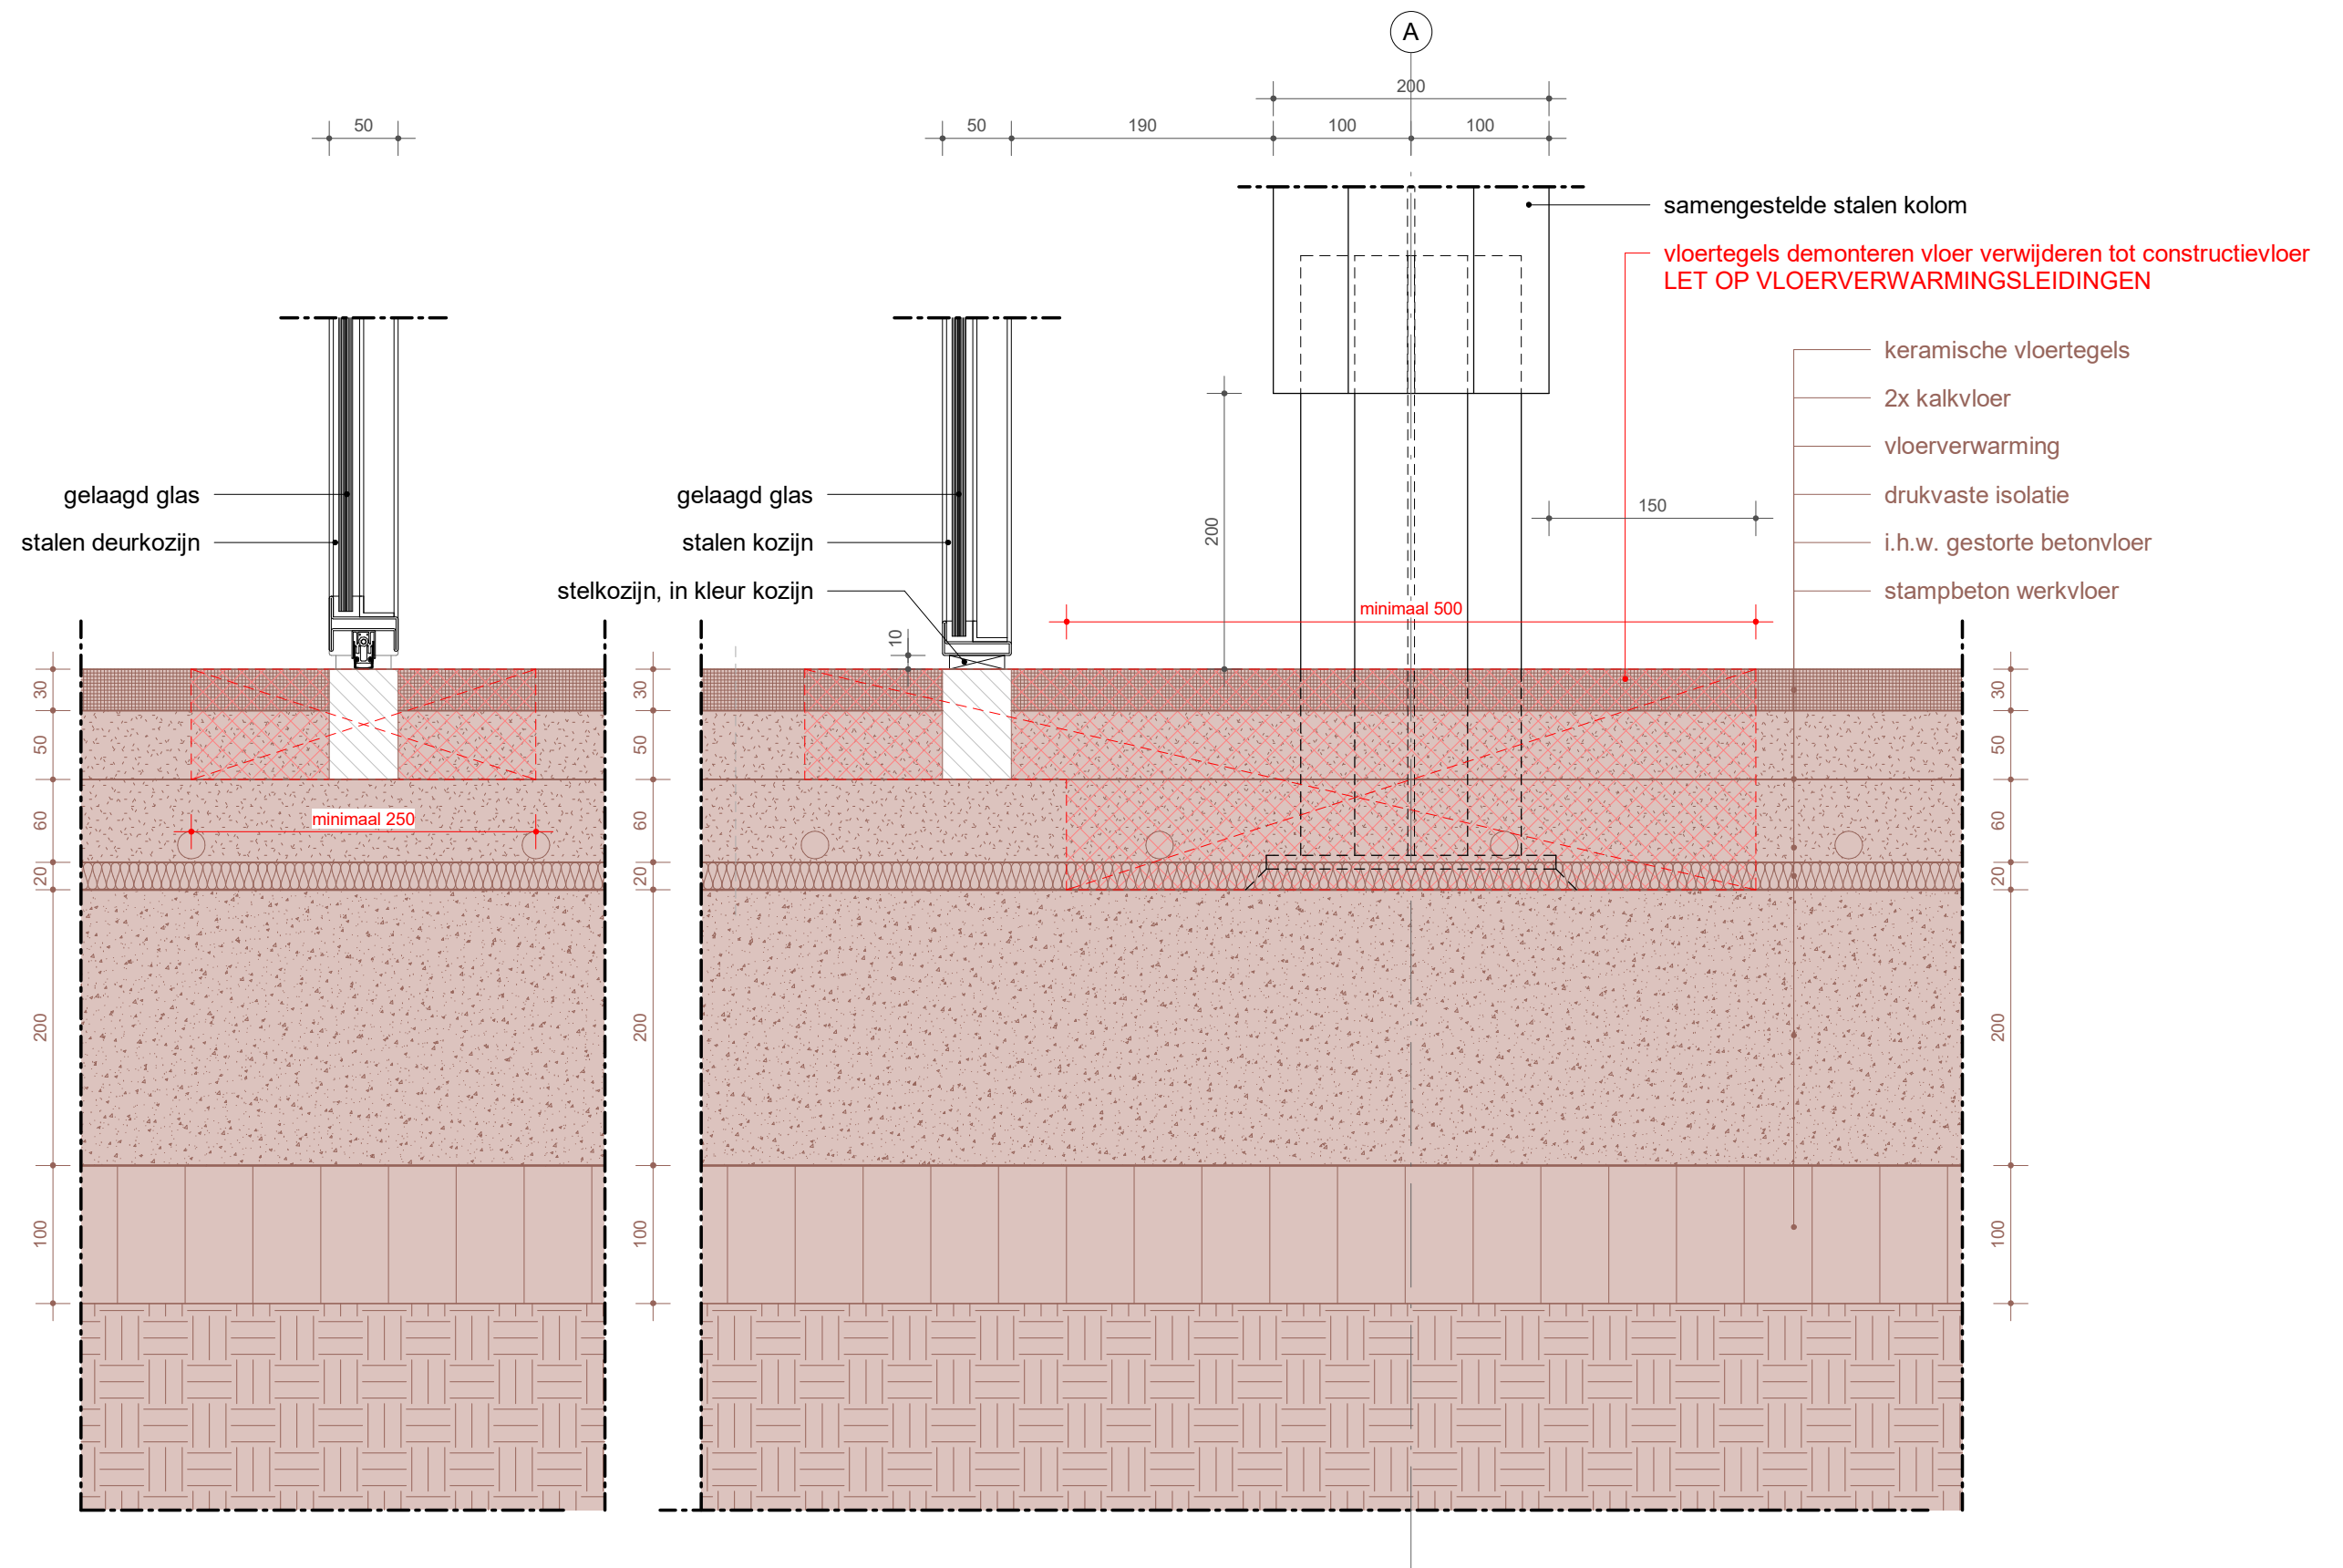 A
200
50
50
190
100
100
samengestelde stalen kolom
vloertegels demonteren vloer verwijderen tot constructievloer
LET OP VLOERVERWARMINGSLEIDINGEN
keramische vloertegels
2x kalkvloer
vloerverwarming
drukvaste isolatie
i.h.w. gestorte betonvloer
stampbeton werkvloer
gelaagd glas
stalen deurkozijn
gelaagd glas
stalen kozijn
stelkozijn, in kleur kozijn
200
150
minimaal 500
10
30
50
60
20
200
100
minimaal 250
30
50
60
20
200
100
30
50
60
20
200
100